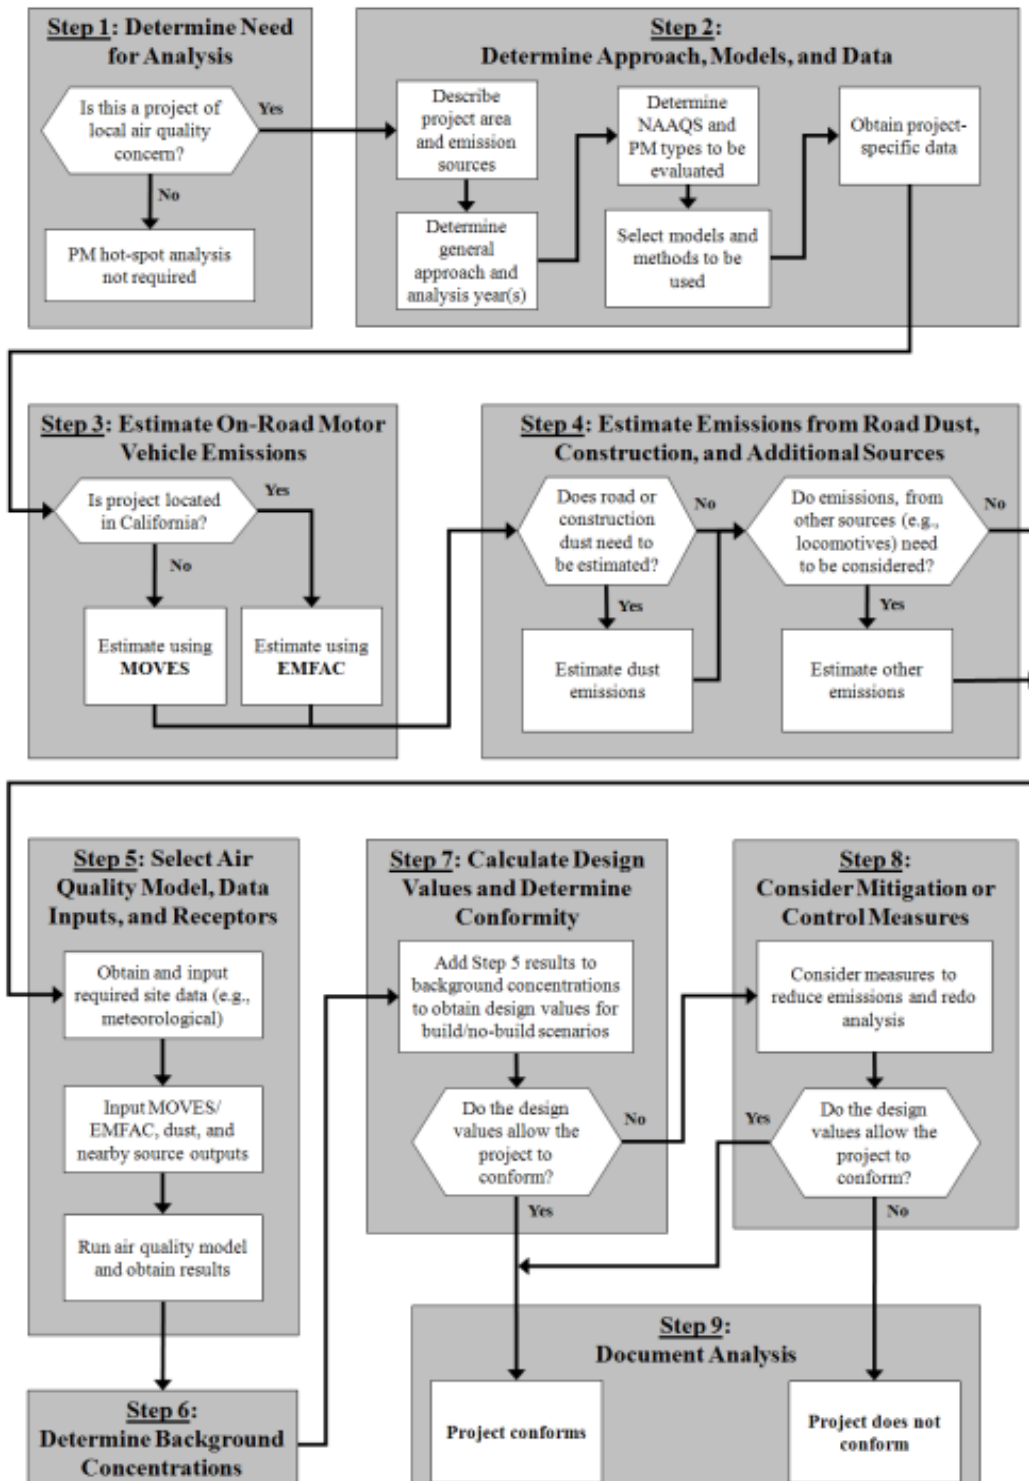 Step 1: Determine Need
for Analysis
Is this a project of
local air quality
concern?
Yes
No
PM hot-spot analysis
not required
Step 2:
Determine Approach, Models, and Data
Describe
project area
and emission
sources
Determine
general
approach and
analysis year(s)
Determine
NAAQS and
PM types to be
evaluated
Select models and
methods to be
used
Obtain project-
specific data
Step 3: Estimate On-Road Motor
Vehicle Emissions
Is project located
in California?
Yes
No
Estimate using
MOVES
Estimate using
EMFAC
Step 4: Estimate Emissions from Road Dust,
Construction, and Additional Sources
Does road or
construction
dust need to
be estimated?
No
Yes
Estimate dust
emissions
Do emissions, from
other sources (e.g.,
locomotives) need
to be considered?
No
Yes
Estimate other
emissions
Step 5: Select Air
Quality Model, Data
Inputs, and Receptors
Obtain and input
required site data (e.g.,
meteorological)
Input MOVES/
EMFAC, dust, and
nearby source outputs
Run air quality model
and obtain results
Step 6:
Determine Background
Concentrations
Step 7: Calculate Design
Values and Determine
Conformity
Add Step 5 results to
background concentrations
to obtain design values for
build/no-build scenarios
Do the design
values allow the
project to
conform?
No
Yes
Step 8:
Consider Mitigation or
Control Measures
Consider measures to
reduce emissions and redo
analysis
Do the design
values allow the
project to
conform?
Yes
No
Step 9:
Document Analysis
Project conforms
Project does not
conform